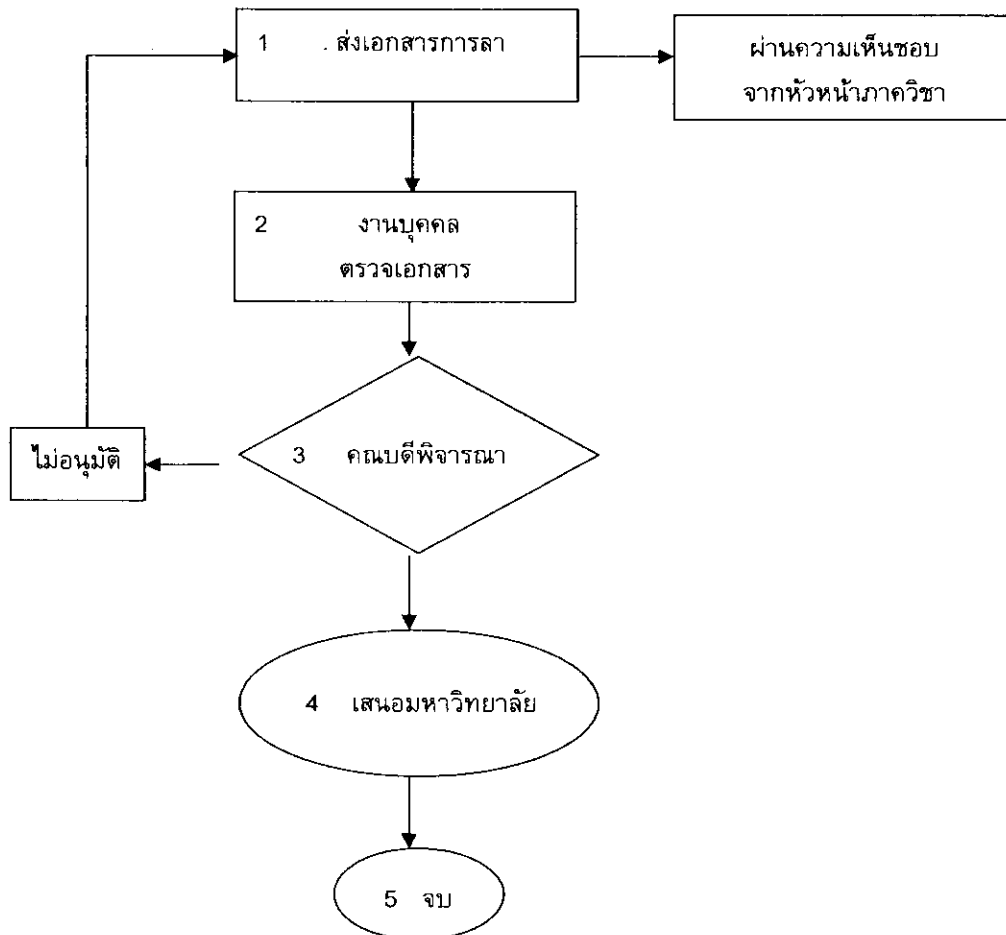 1 . ส่งเอกสารการลา
ผ่านความเห็นชอบ
จากหัวหน้าภาควิชา
2 งานบุคคล
ตรวจเอกสาร
3 คณบดีพิจารณา
ไม่อนุมัติ
4 เสนอมหาวิทยาลัย
5 จบ